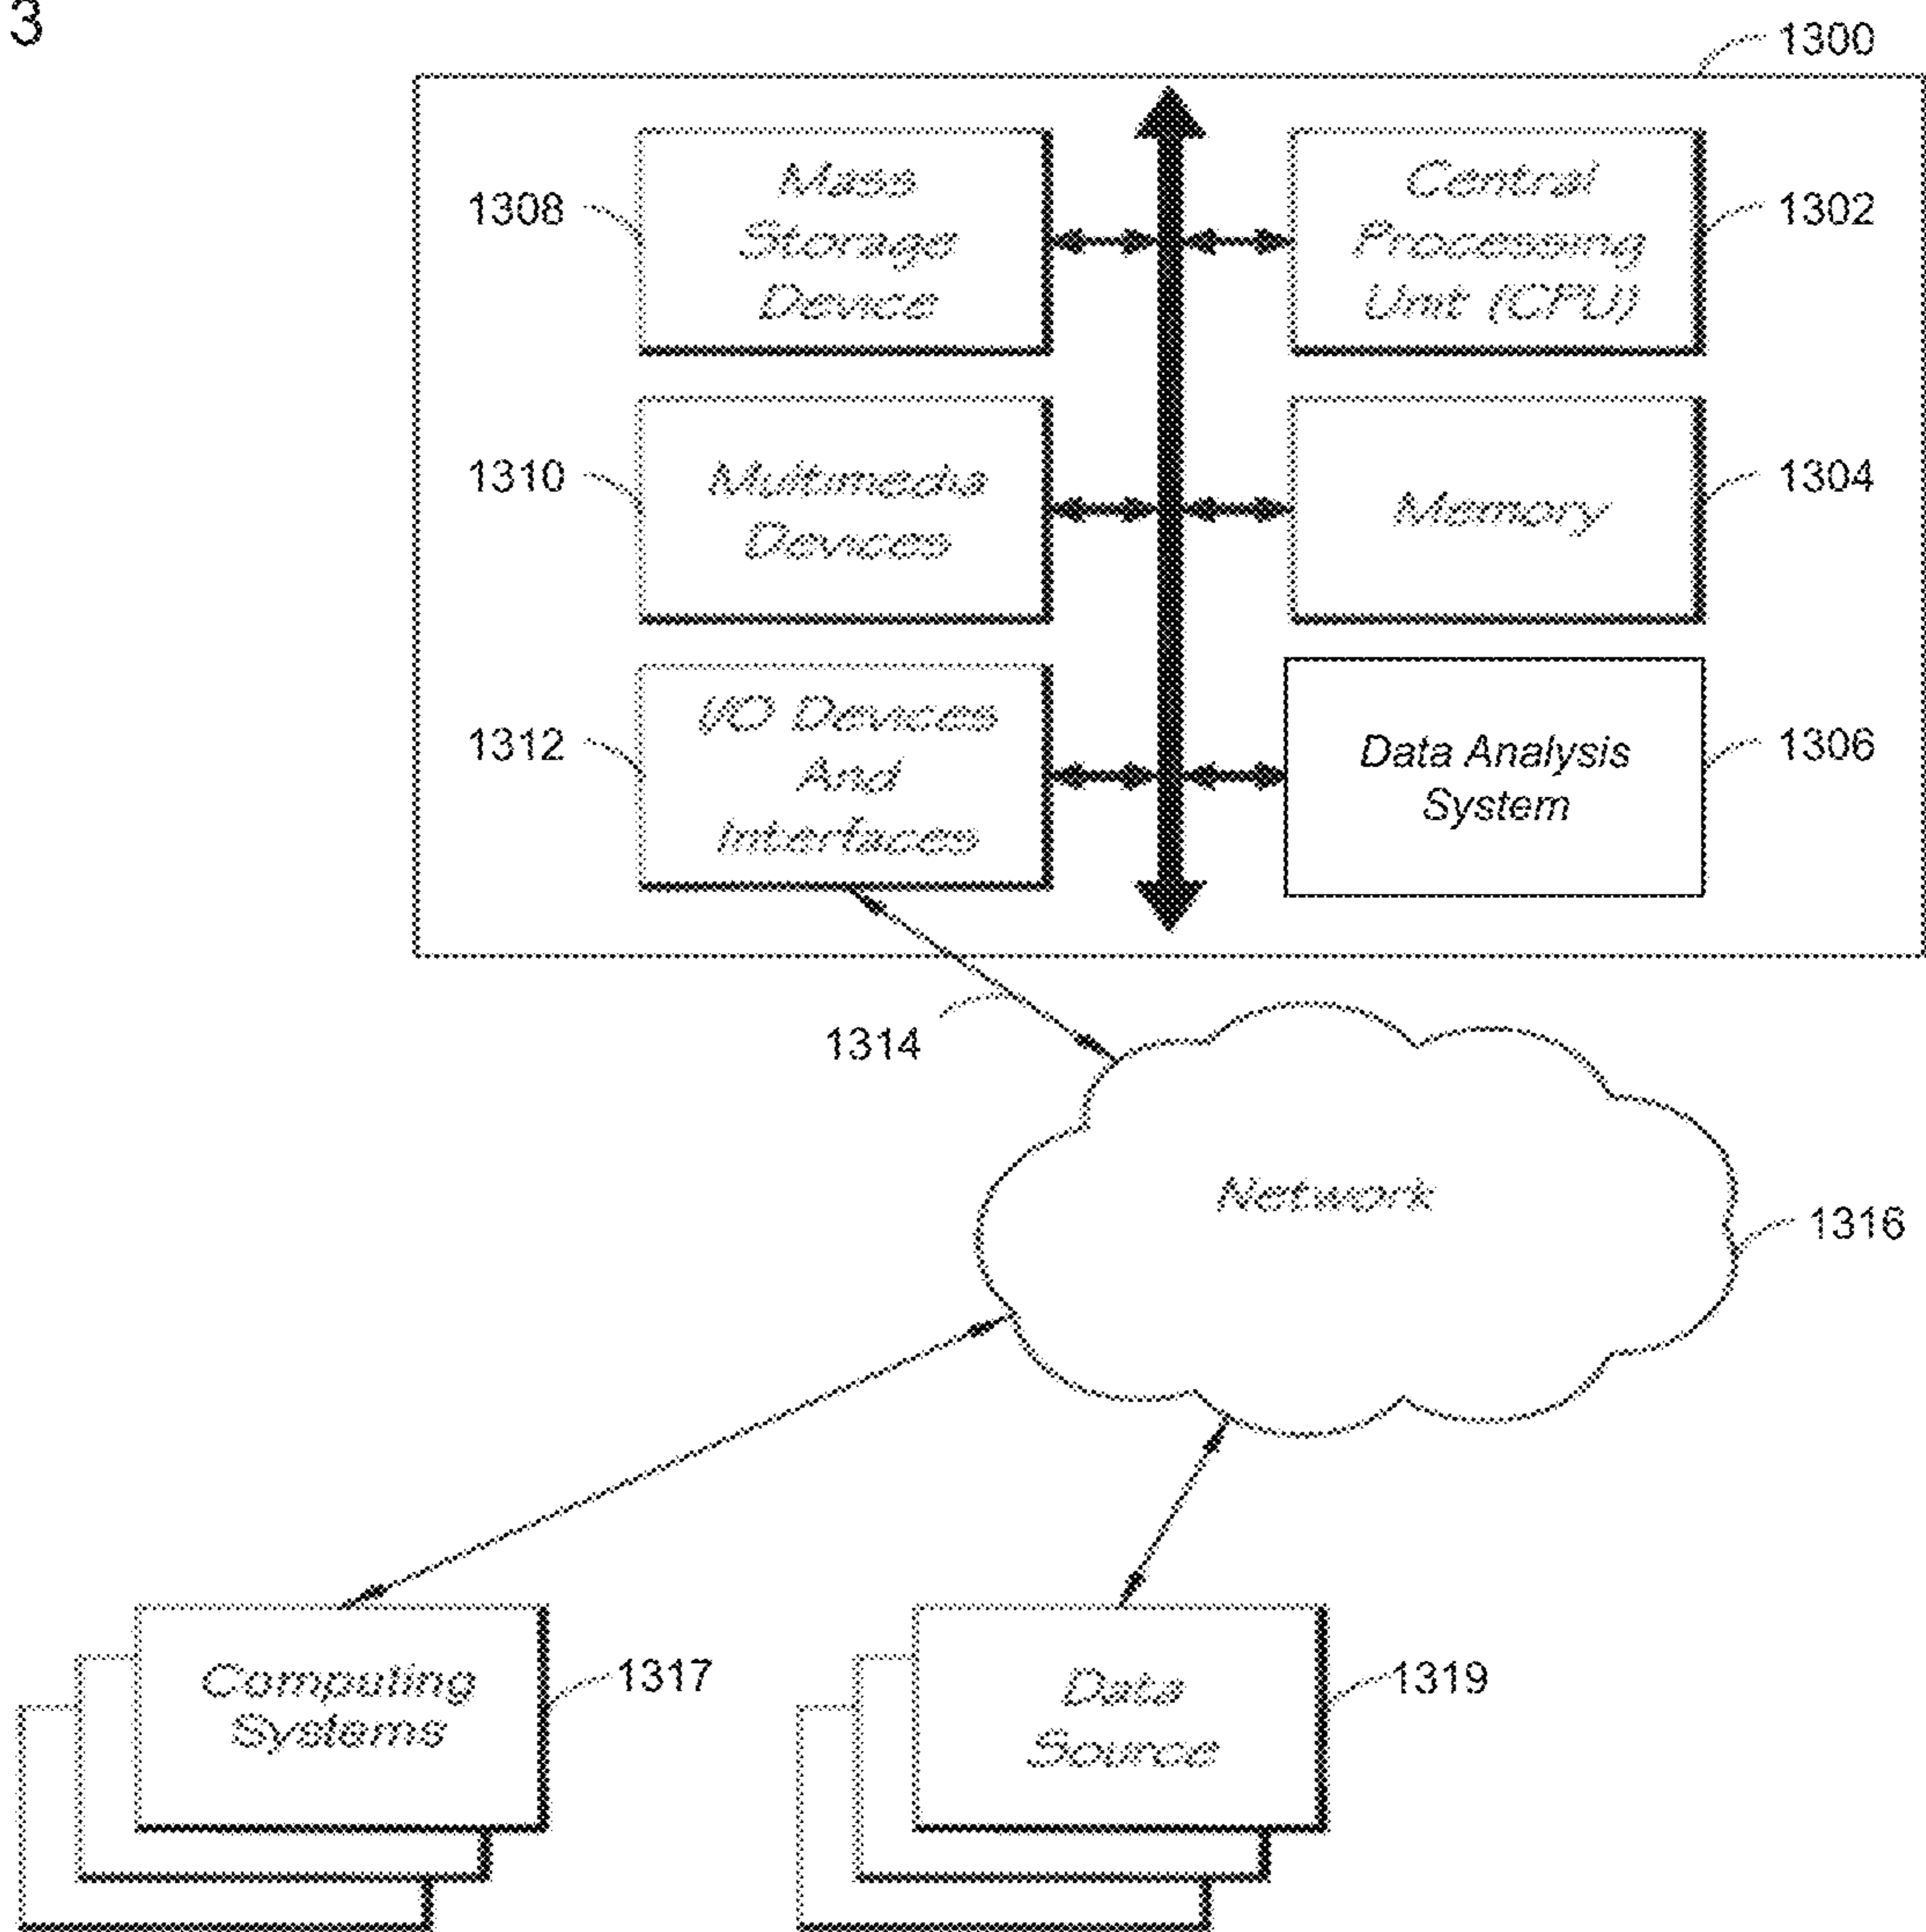 3
1300
Mass
Storage
Device
1308
Central
Processing
Unit (CPU)
1302
Multimedia
Devices
1310
Memory
1304
I/O Devices
And
Interfaces
1312
Data Analysis
System
1306
1314
Network
1316
Computing
Systems
1317
Data
Source
1319